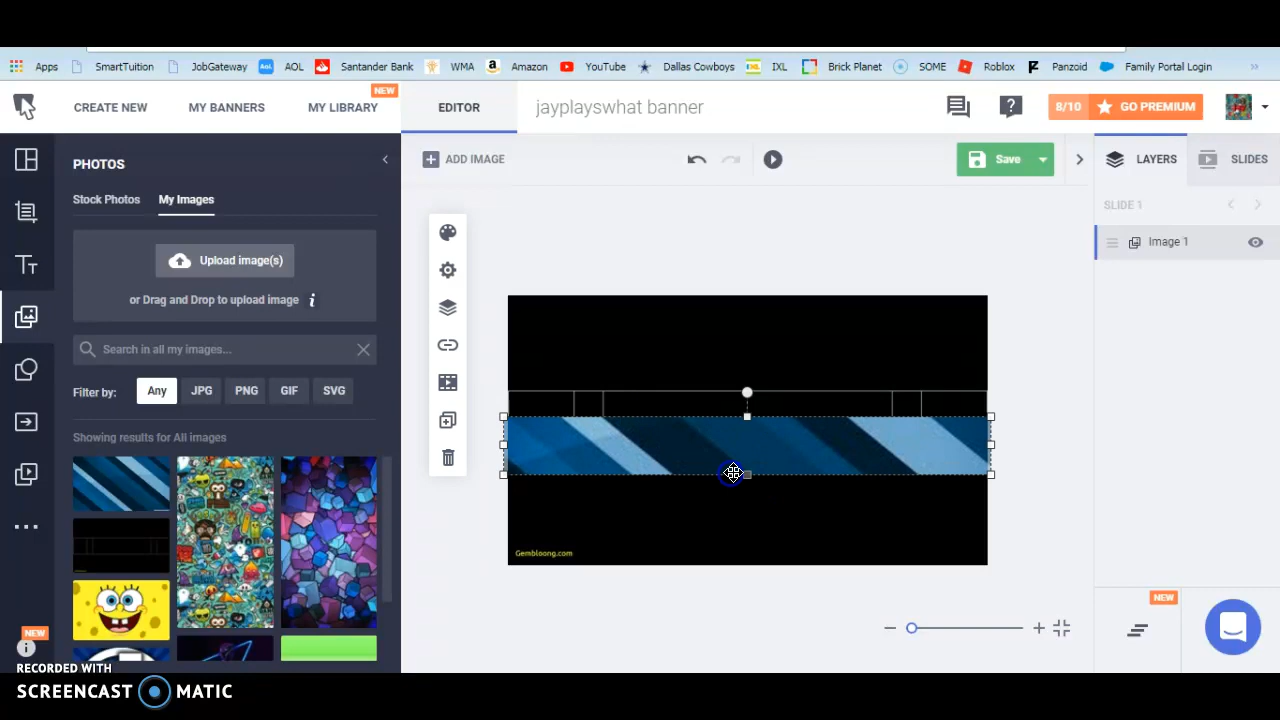 Apps SmartTuition JobGateway Aol. AOL Santander Bank WMA Amazon YouTube Dallas Cowboys IXL IXL Brick Planet SOME Roblox Panzoid Family Portal Login »
NEW
CREATE NEW MY BANNERS MY LIBRARY EDITOR jayplayswhat banner 8/10 GO PREMIUM
PHOTOS ADD IMAGE Save LAYERS SLIDES
Stock Photos My Images
SLIDE 1
Image 1
Upload image(s)
or Drag and Drop to upload image i
Search in all my images...
Filter by: Any JPG PNG GIF SVG
Showing results for All images
Gembloong.com
NEW
NEW
RECORDED WITH
SCREENCAST MATIC